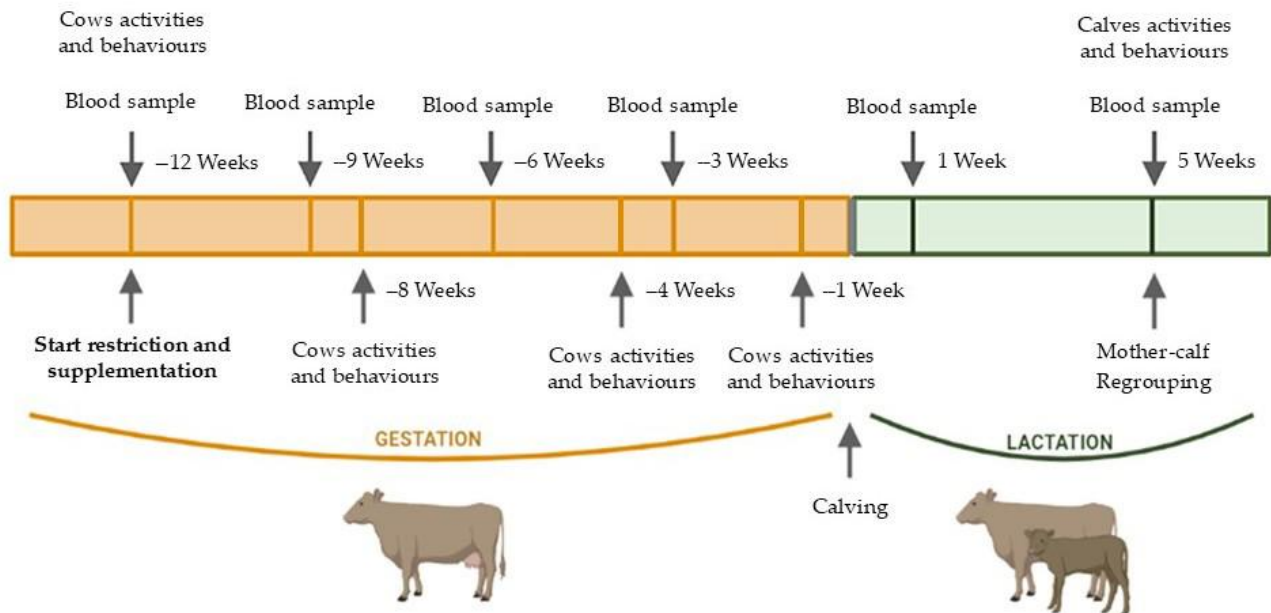 Cows activities
and behaviours
Calves activities
and behaviours
Blood sample
Blood sample
Blood sample
Blood sample
Blood sample
Blood sample
–12 Weeks
–9 Weeks
–6 Weeks
–3 Weeks
1 Week
5 Weeks
–8 Weeks
–4 Weeks
–1 Week
Start restriction and
supplementation
Cows activities
and behaviours
Cows activities
and behaviours
Cows activities
and behaviours
Mother-calf
Regrouping
GESTATION
LACTATION
Calving